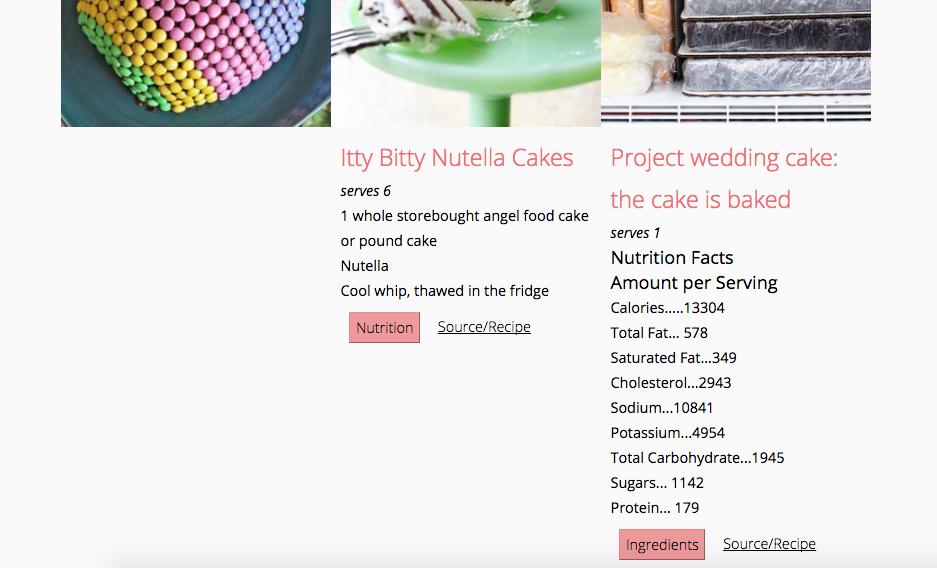 Itty Bitty Nutella Cakes
serves 6
1 whole storebought angel food cake
or pound cake
Nutella
Cool whip, thawed in the fridge
Nutrition
Source/Recipe
Project wedding cake:
the cake is baked
serves 1
Nutrition Facts
Amount per Serving
Calories.....13304
Total Fat... 578
Saturated Fat...349
Cholesterol...2943
Sodium...10841
Potassium...4954
Total Carbohydrate...1945
Sugars... 1142
Protein... 179
Ingredients
Source/Recipe